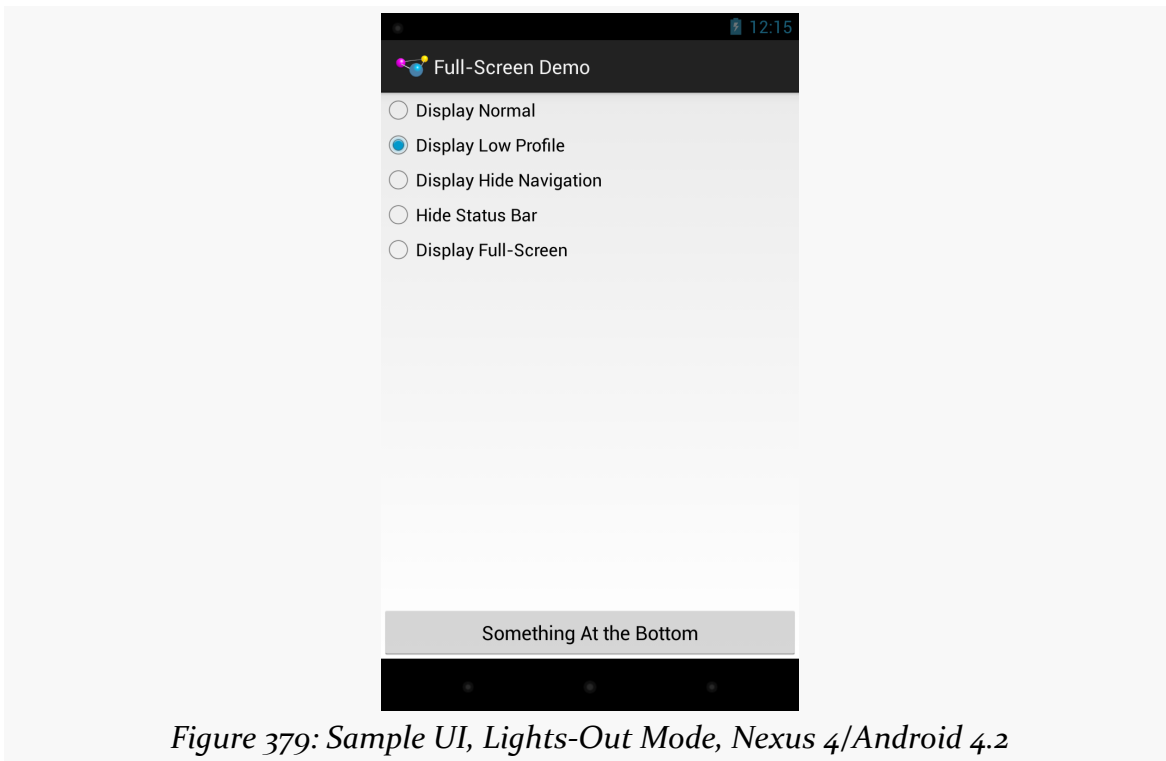 12:15
Full-Screen Demo
Display Normal
Display Low Profile
Display Hide Navigation
Hide Status Bar
Display Full-Screen
Something At the Bottom
Figure 379: Sample UI, Lights-Out Mode, Nexus 4/Android 4.2